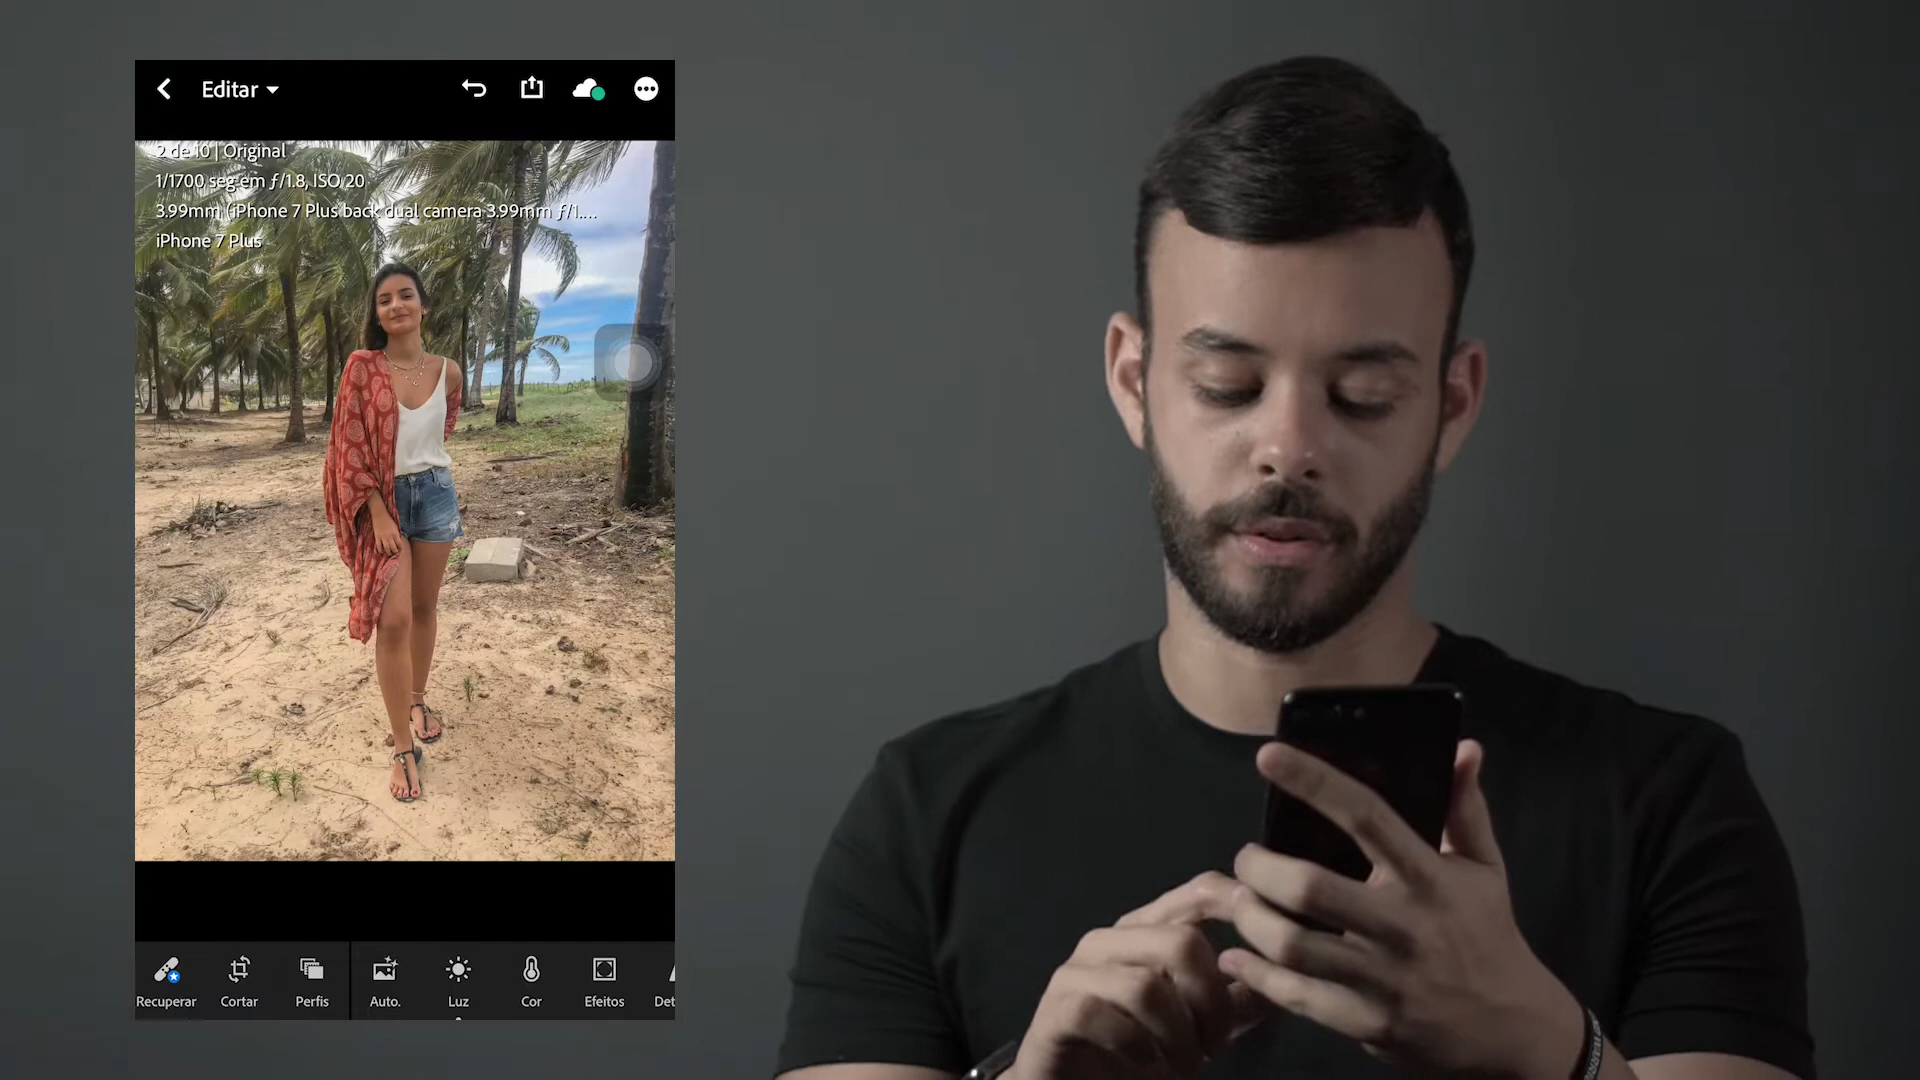 Editar
2 de 10 | Original
1/1700 seg em ƒ/1.8, ISO 20
3.99mm (iPhone 7 Plus back dual camera 3.99mm ƒ/1....
iPhone 7 Plus
Recuperar Cortar Perfis Auto. Luz Cor Efeitos Det